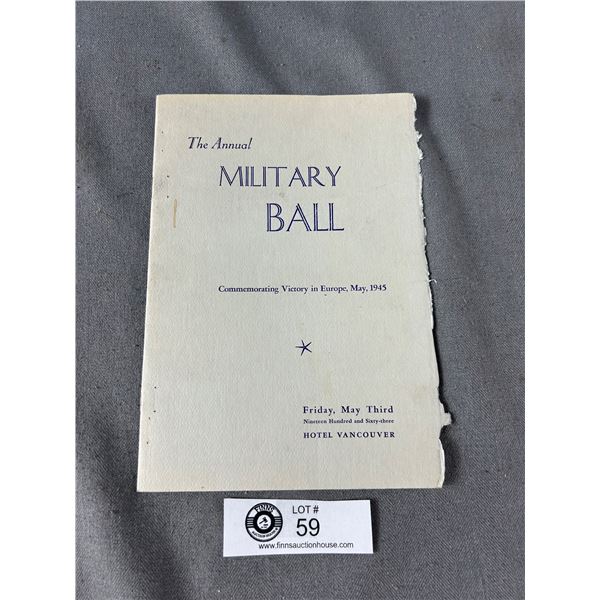 The Annual
MILITARY
BALL
Commemorating Victory in Europe, May, 1945
Friday, May Third
Nineteen Hundred and Sixty-three
HOTEL VANCOUVER
FINNS
LOT #
59
www.finnsauctionhouse.com